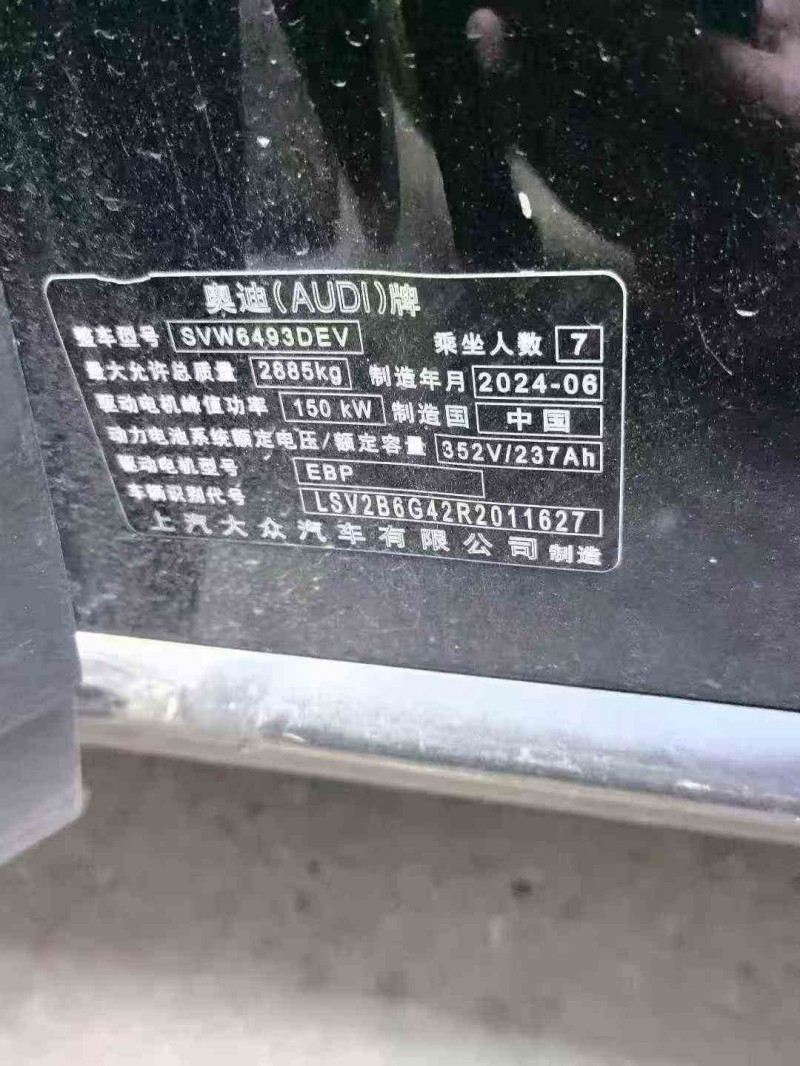 奥迪(AUDI)牌
整车型号 SVW6493DEV 乘坐人数 7
最大允许总质量 2885kg 制造年月 2024-06
驱动电机峰值功率 150 kW 制造国 中国
动力电池系统额定电压/额定容量 352V/237Ah
驱动电机型号 EBP
车辆识别代号 LSV2B6G42R2011627
上汽大众汽车有限公司 制造